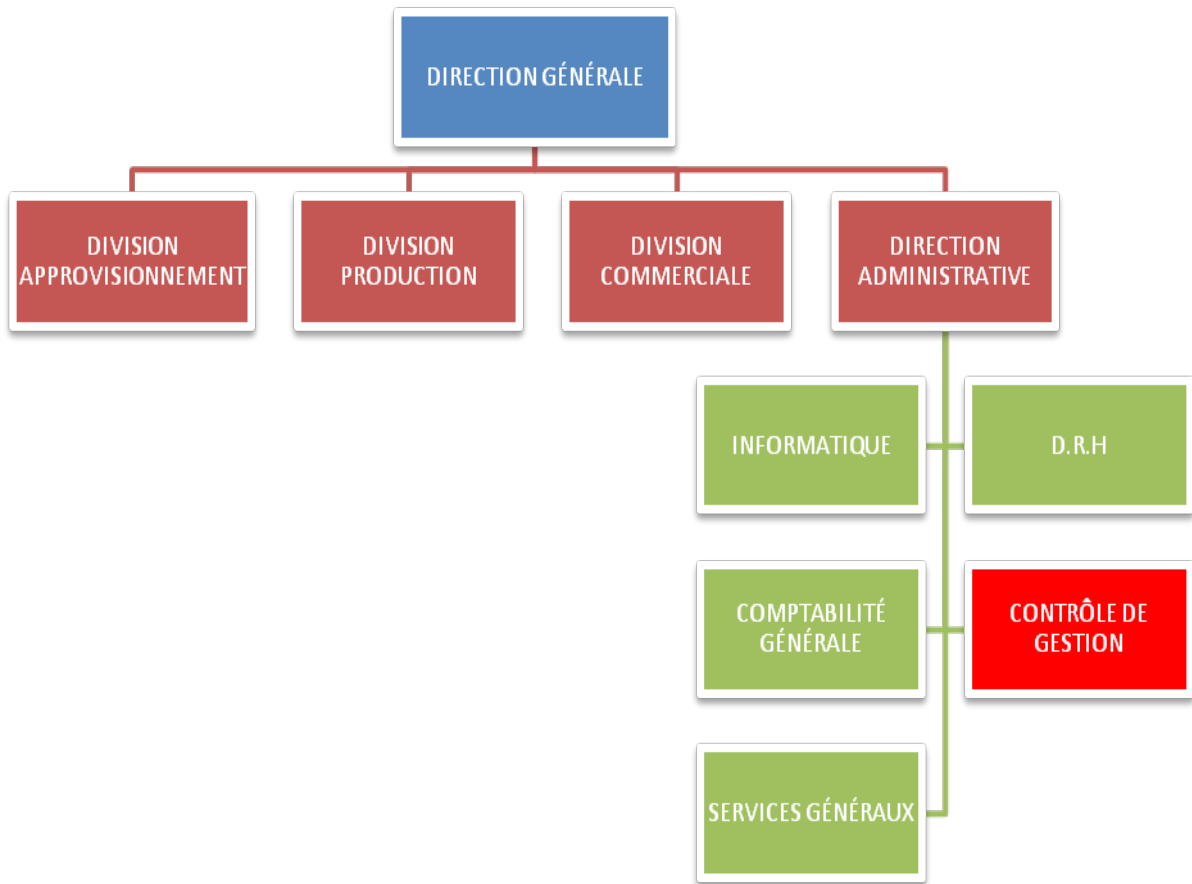 DIRECTION GÉNÉRALE
DIVISION
APPROVISIONNEMENT
DIVISION
PRODUCTION
DIVISION
COMMERCIALE
DIRECTION
ADMINISTRATIVE
INFORMATIQUE
D.R.H
COMPTABILITÉ
GÉNÉRALE
CONTRÔLE DE
GESTION
SERVICES GÉNÉRAUX